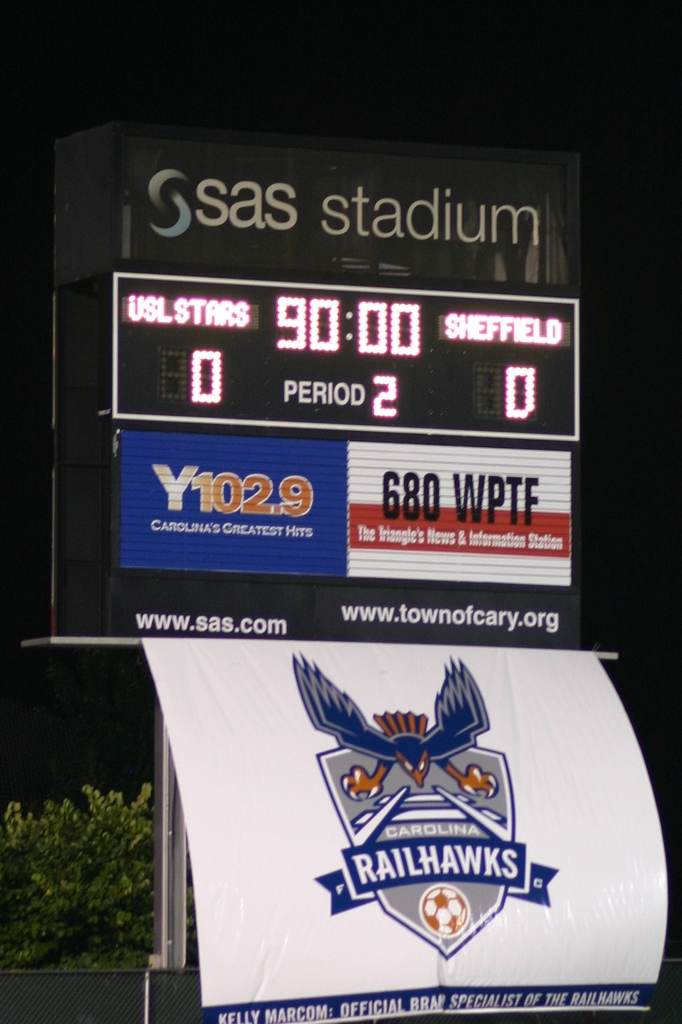 sas stadium
USL STARS 90:00 SHEFFIELD
0 PERIOD 2 0
Y102.9 680 WPTF
CAROLINA'S GREATEST HITS The Triangle's News & Information Station
www.sas.com www.townofcary.org
CAROLINA
RAILHAWKS
F C
KELLY MARCOM: OFFICIAL BRAN SPECIALIST OF THE RAILHAWKS